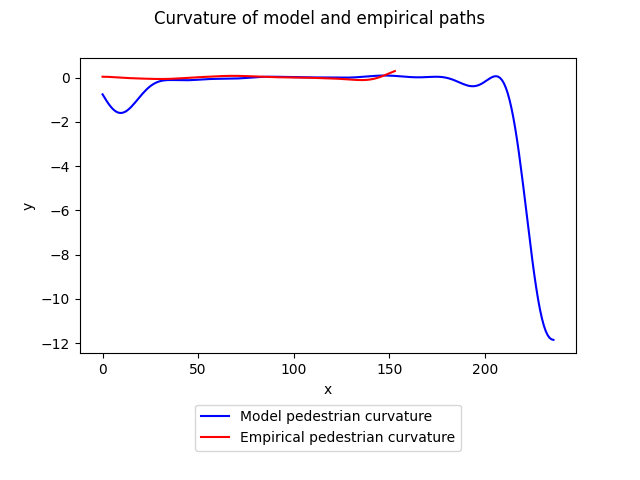 Curvature of model and empirical paths
0
−2
−4
−6
−8
−10
−12
y
0 50 100 150 200
x
Model pedestrian curvature
Empirical pedestrian curvature